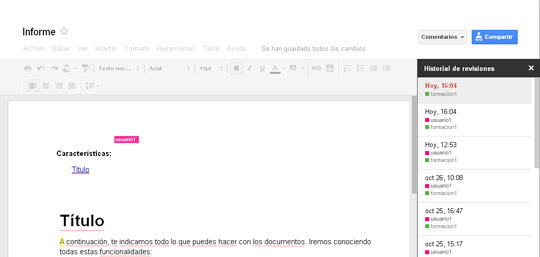 Informe
Comentarios
Compartir
Archivo Editar Ver Insertar Formato Herramientas Tabla Ayuda Se han guardado todos los cambios.
Texto nor... Arial 11pt B I U A
Historial de revisiones
Hoy, 16:04
formacion1
Hoy, 16:04
usuario1
formacion1
Hoy, 12:53
usuario1
formacion1
oct 26, 10:08
usuario1
formacion1
oct 25, 16:47
usuario1
formacion1
oct 25, 15:17
usuario1
usuario1
Características:
Título
Título
A continuación, te indicamos todo lo que puedes hacer con los documentos. Iremos conociendo
todas estas funcionalidades: